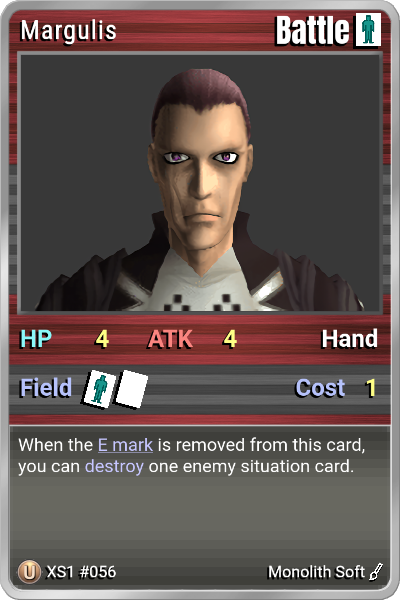 Margulis Battle
HP 4 ATK 4 Hand
Field Cost 1
When the E mark is removed from this card,
you can destroy one enemy situation card.
U XS1 #056 Monolith Soft